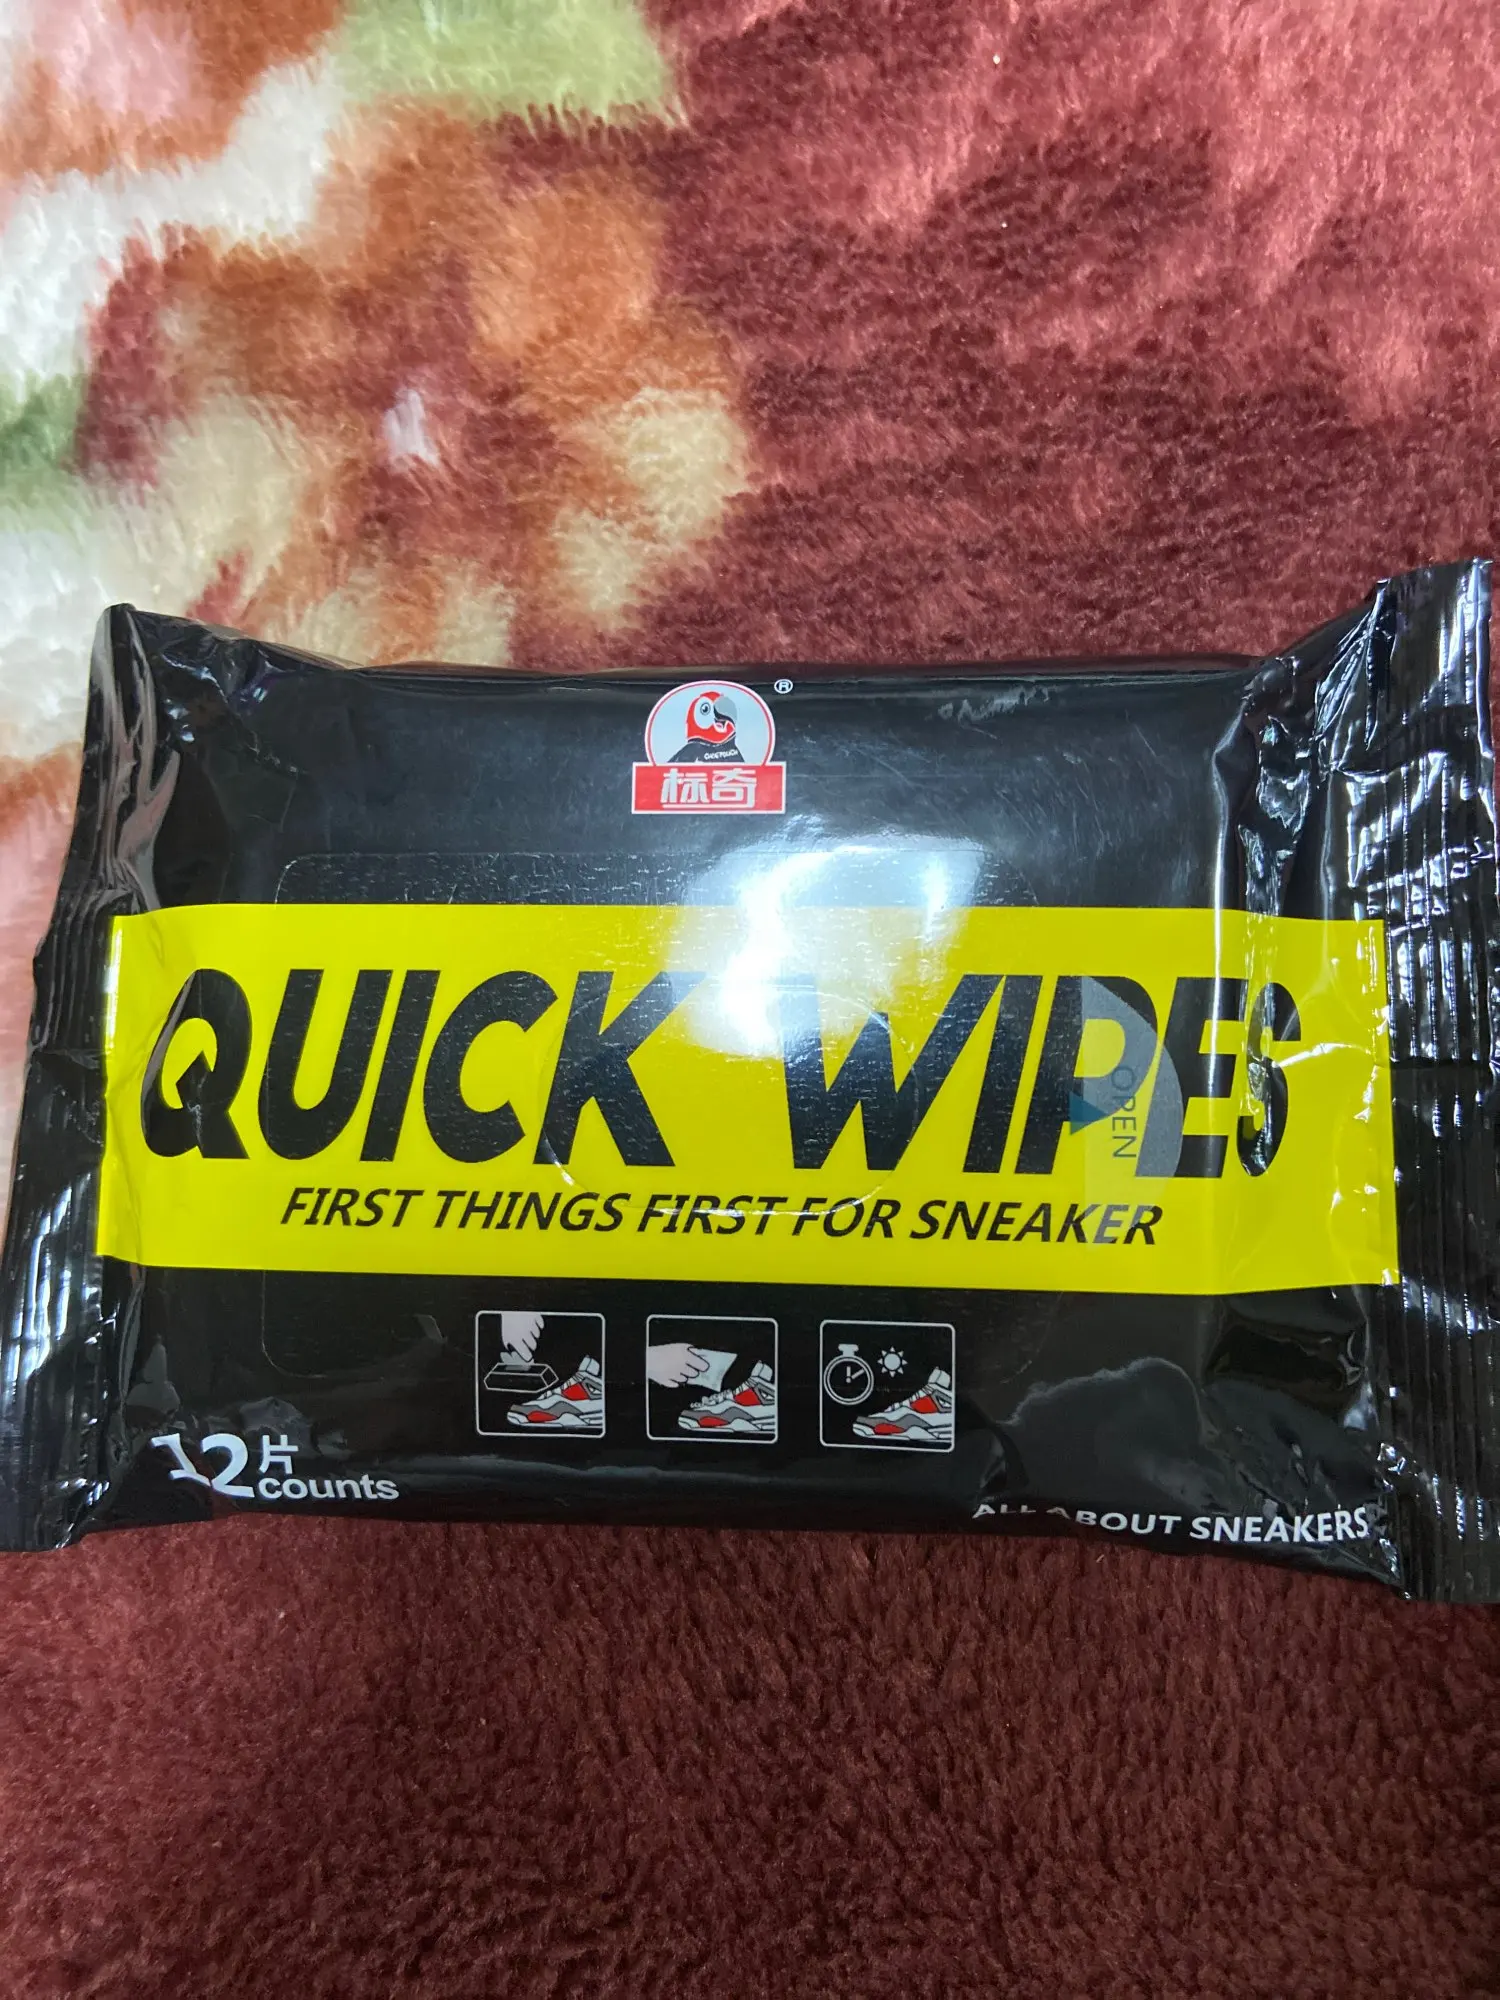 ®
标奇
QUICK WIPES
OPEN
FIRST THINGS FIRST FOR SNEAKER
12片
counts
ALL ABOUT SNEAKERS